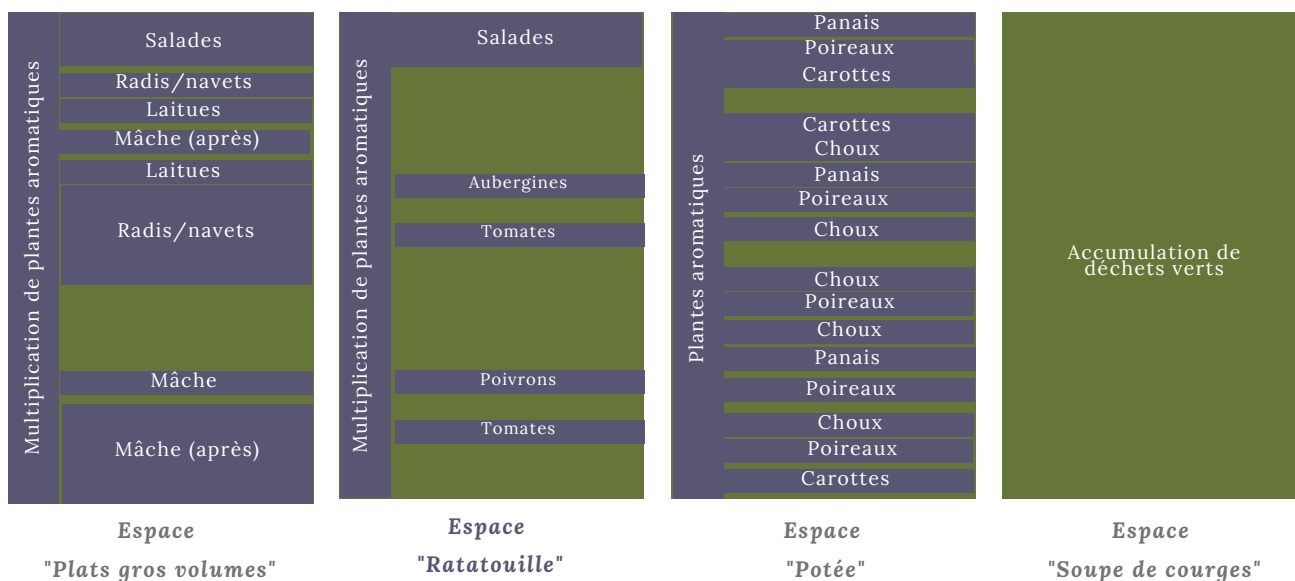 Multiplication de plantes aromatiques
Salades
Radis/navets
Laitues
Mâche (après)
Laitues
Radis/navets
Mâche
Mâche (après)
Espace
"Plats gros volumes"
Multiplication de plantes aromatiques
Salades
Aubergines
Tomates
Poivrons
Tomates
Espace
"Ratatouille"
Plantes aromatiques
Panais
Poireaux
Carottes
Carottes
Choux
Panais
Poireaux
Choux
Choux
Poireaux
Choux
Panais
Poireaux
Choux
Poireaux
Carottes
Espace
"Potée"
Accumulation de
déchets verts
Espace
"Soupe de courges"